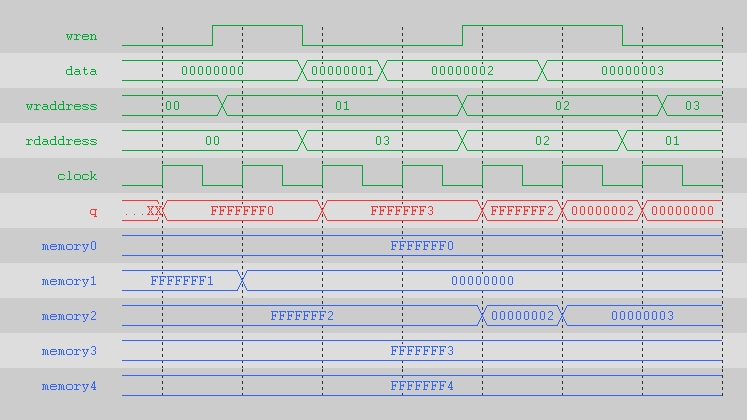 wren
data 00000000 00000001 00000002 00000003
wraddress 00 01 02 03
rdaddress 00 03 02 01
clock
q ...XX FFFFFFF0 FFFFFFF3 FFFFFFF2 00000002 00000000
memory0 FFFFFFF0
memory1 FFFFFFF1 00000000
memory2 FFFFFFF2 00000002 00000003
memory3 FFFFFFF3
memory4 FFFFFFF4